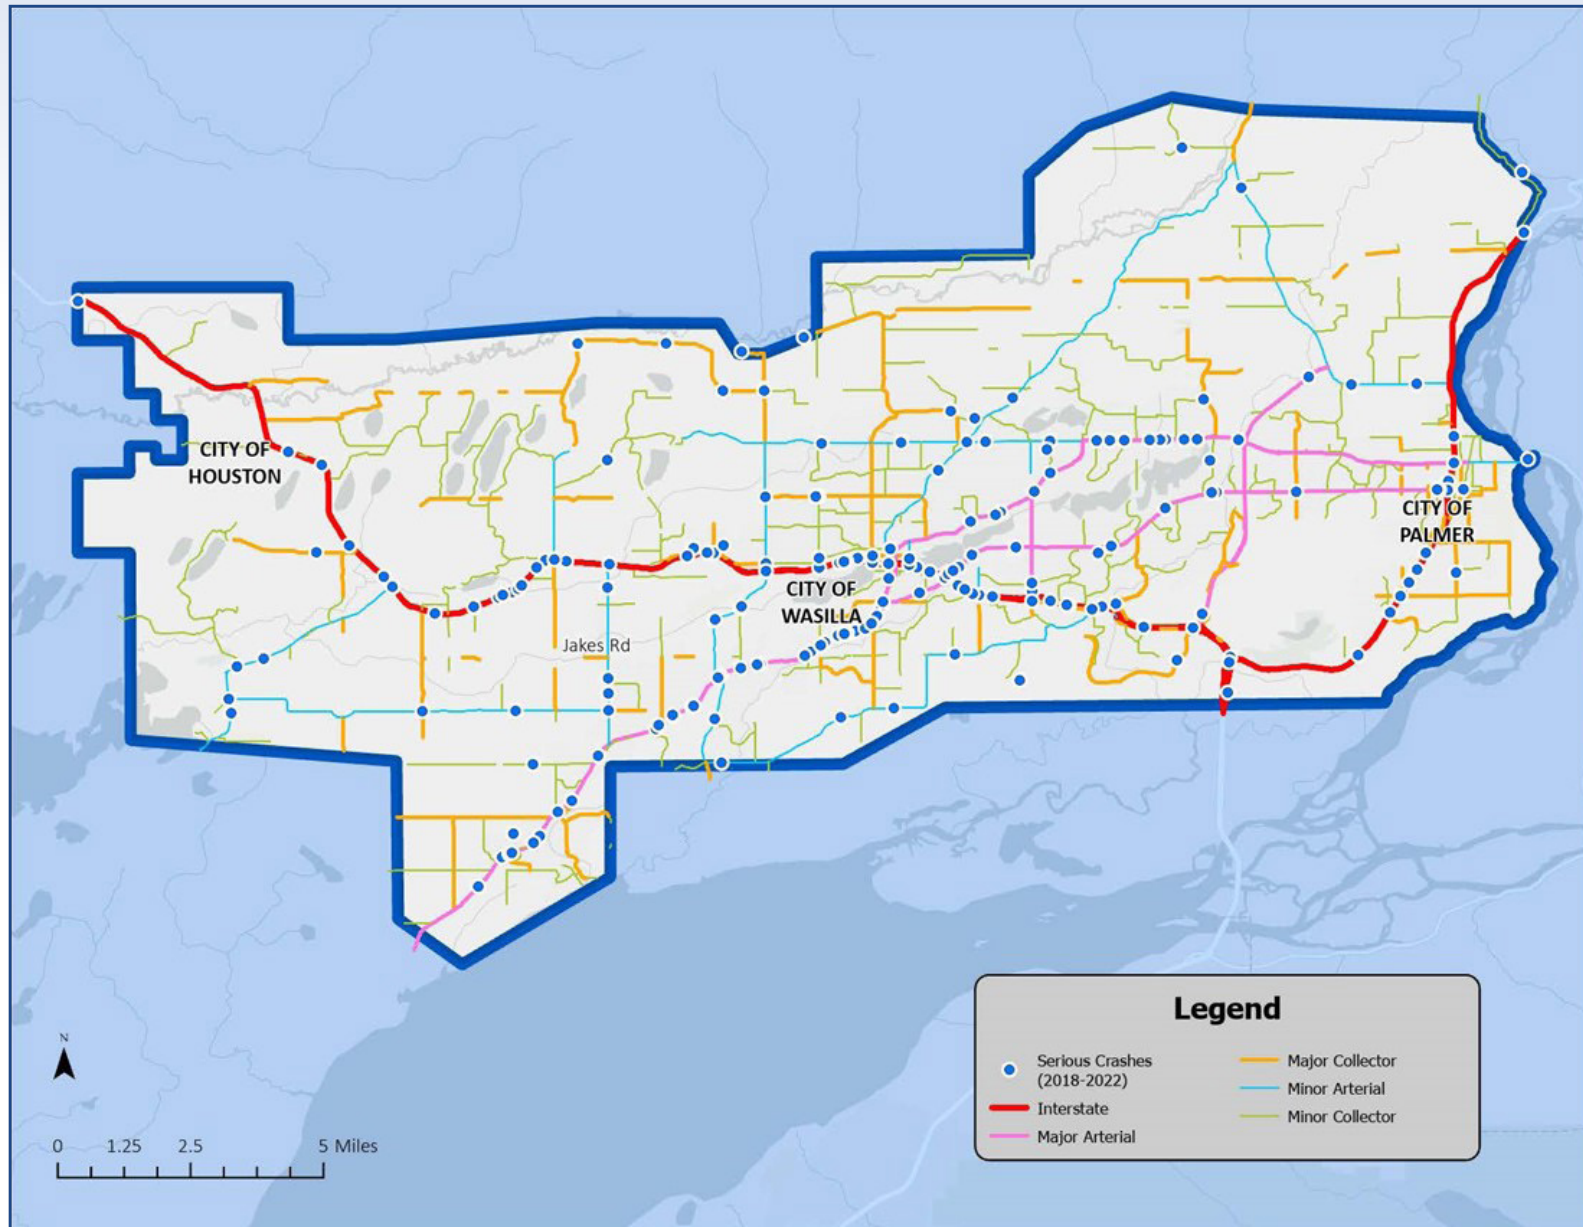 CITY OF
HOUSTON
CITY OF
WASILLA
CITY OF
PALMER
Jakes Rd
N
0 1.25 2.5 5 Miles
Legend
Serious Crashes
(2018-2022)
Interstate
Major Arterial
Major Collector
Minor Arterial
Minor Collector